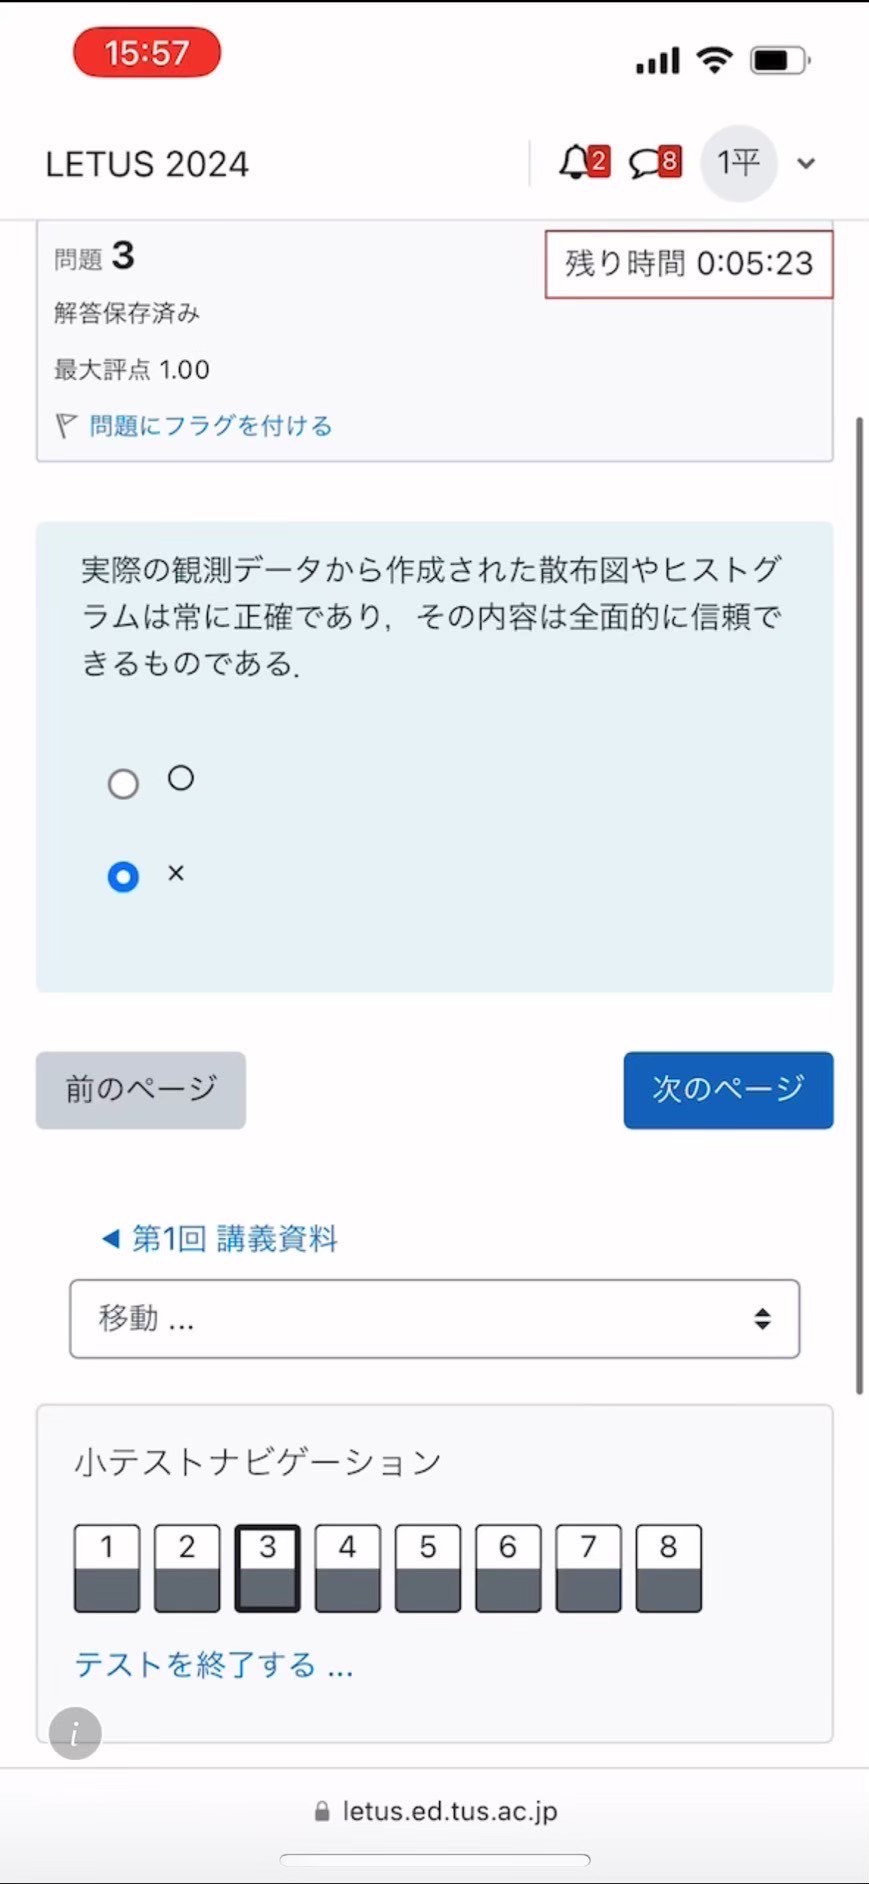 15:57
LETUS 2024
2
8
1平
問題 3
残り時間 0:05:23
解答保存済み
最大評点 1.00
問題にフラグを付ける
実際の観測データから作成された散布図やヒストグ
ラムは常に正確であり，その内容は全面的に信頼で
きるものである．
○
×
前のページ
次のページ
◀ 第1回 講義資料
移動 ...
小テストナビゲーション
1 2 3 4 5 6 7 8
テストを終了する ...
i
letus.ed.tus.ac.jp